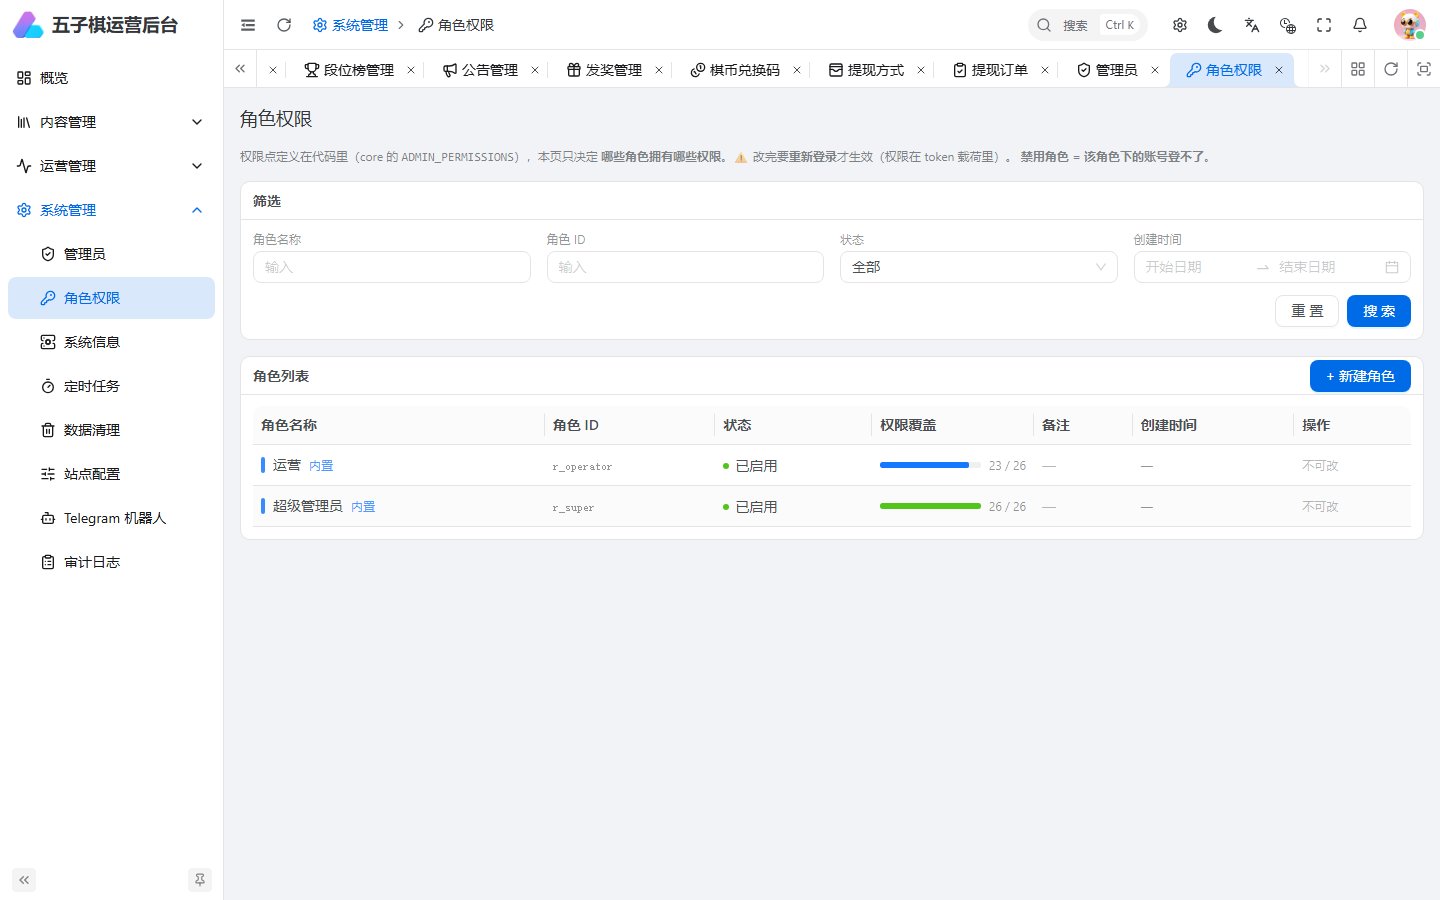 五子棋运营后台
系统管理 > 角色权限
搜索 Ctrl K
段位榜管理 × 公告管理 × 发奖管理 × 棋币兑换码 × 提现方式 × 提现订单 × 管理员 × 角色权限 ×
概览
内容管理
运营管理
系统管理
管理员
角色权限
系统信息
定时任务
数据清理
站点配置
Telegram 机器人
审计日志
角色权限
权限点定义在代码里（core 的 ADMIN_PERMISSIONS），本页只决定 哪些角色拥有哪些权限。⚠️ 改完要重新登录才生效（权限在 token 载荷里）。 禁用角色 = 该角色下的账号登不了。
筛选
角色名称 角色 ID 状态 创建时间
输入 输入 全部 开始日期 → 结束日期
重 置 搜 索
角色列表 + 新建角色
角色名称 角色 ID 状态 权限覆盖 备注 创建时间 操作
运营 内置 r_operator 已启用 23 / 26 — — 不可改
超级管理员 内置 r_super 已启用 26 / 26 — — 不可改